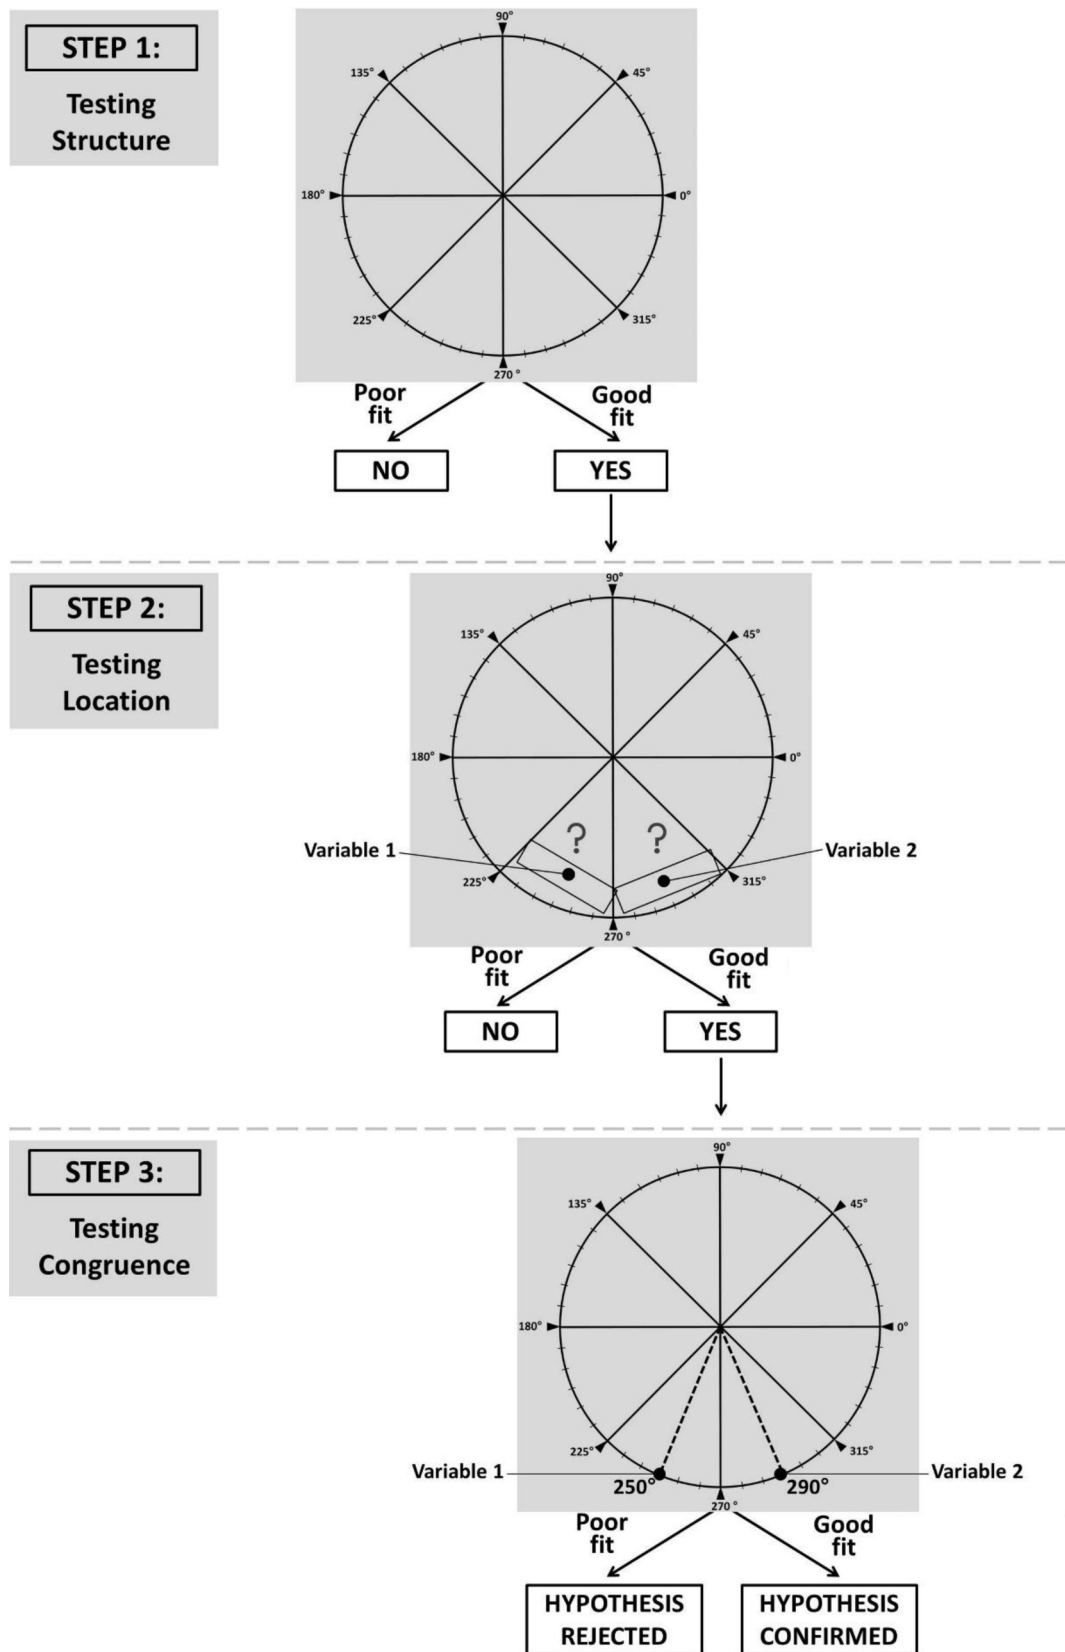 STEP 1:
Testing
Structure
90°
135°
45°
180°
0°
225°
315°
270 °
Poor
fit
Good
fit
NO
YES
STEP 2:
Testing
Location
90°
135°
45°
180°
0°
?
?
Variable 1
Variable 2
225°
315°
270 °
Poor
fit
Good
fit
NO
YES
STEP 3:
Testing
Congruence
90°
135°
45°
180°
0°
225°
315°
Variable 1
Variable 2
250°
290°
270 °
Poor
fit
Good
fit
HYPOTHESIS
REJECTED
HYPOTHESIS
CONFIRMED